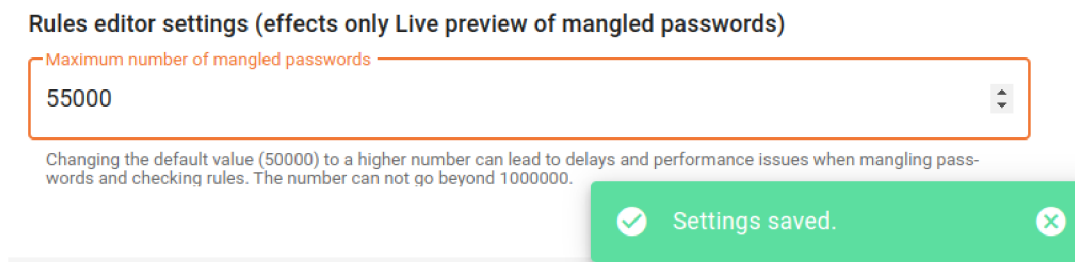 Rules editor settings (effects only Live preview of mangled passwords)
Maximum number of mangled passwords
55000
Changing the default value (50000) to a higher number can lead to delays and performance issues when mangling pass-
words and checking rules. The number can not go beyond 1000000.
Settings saved.